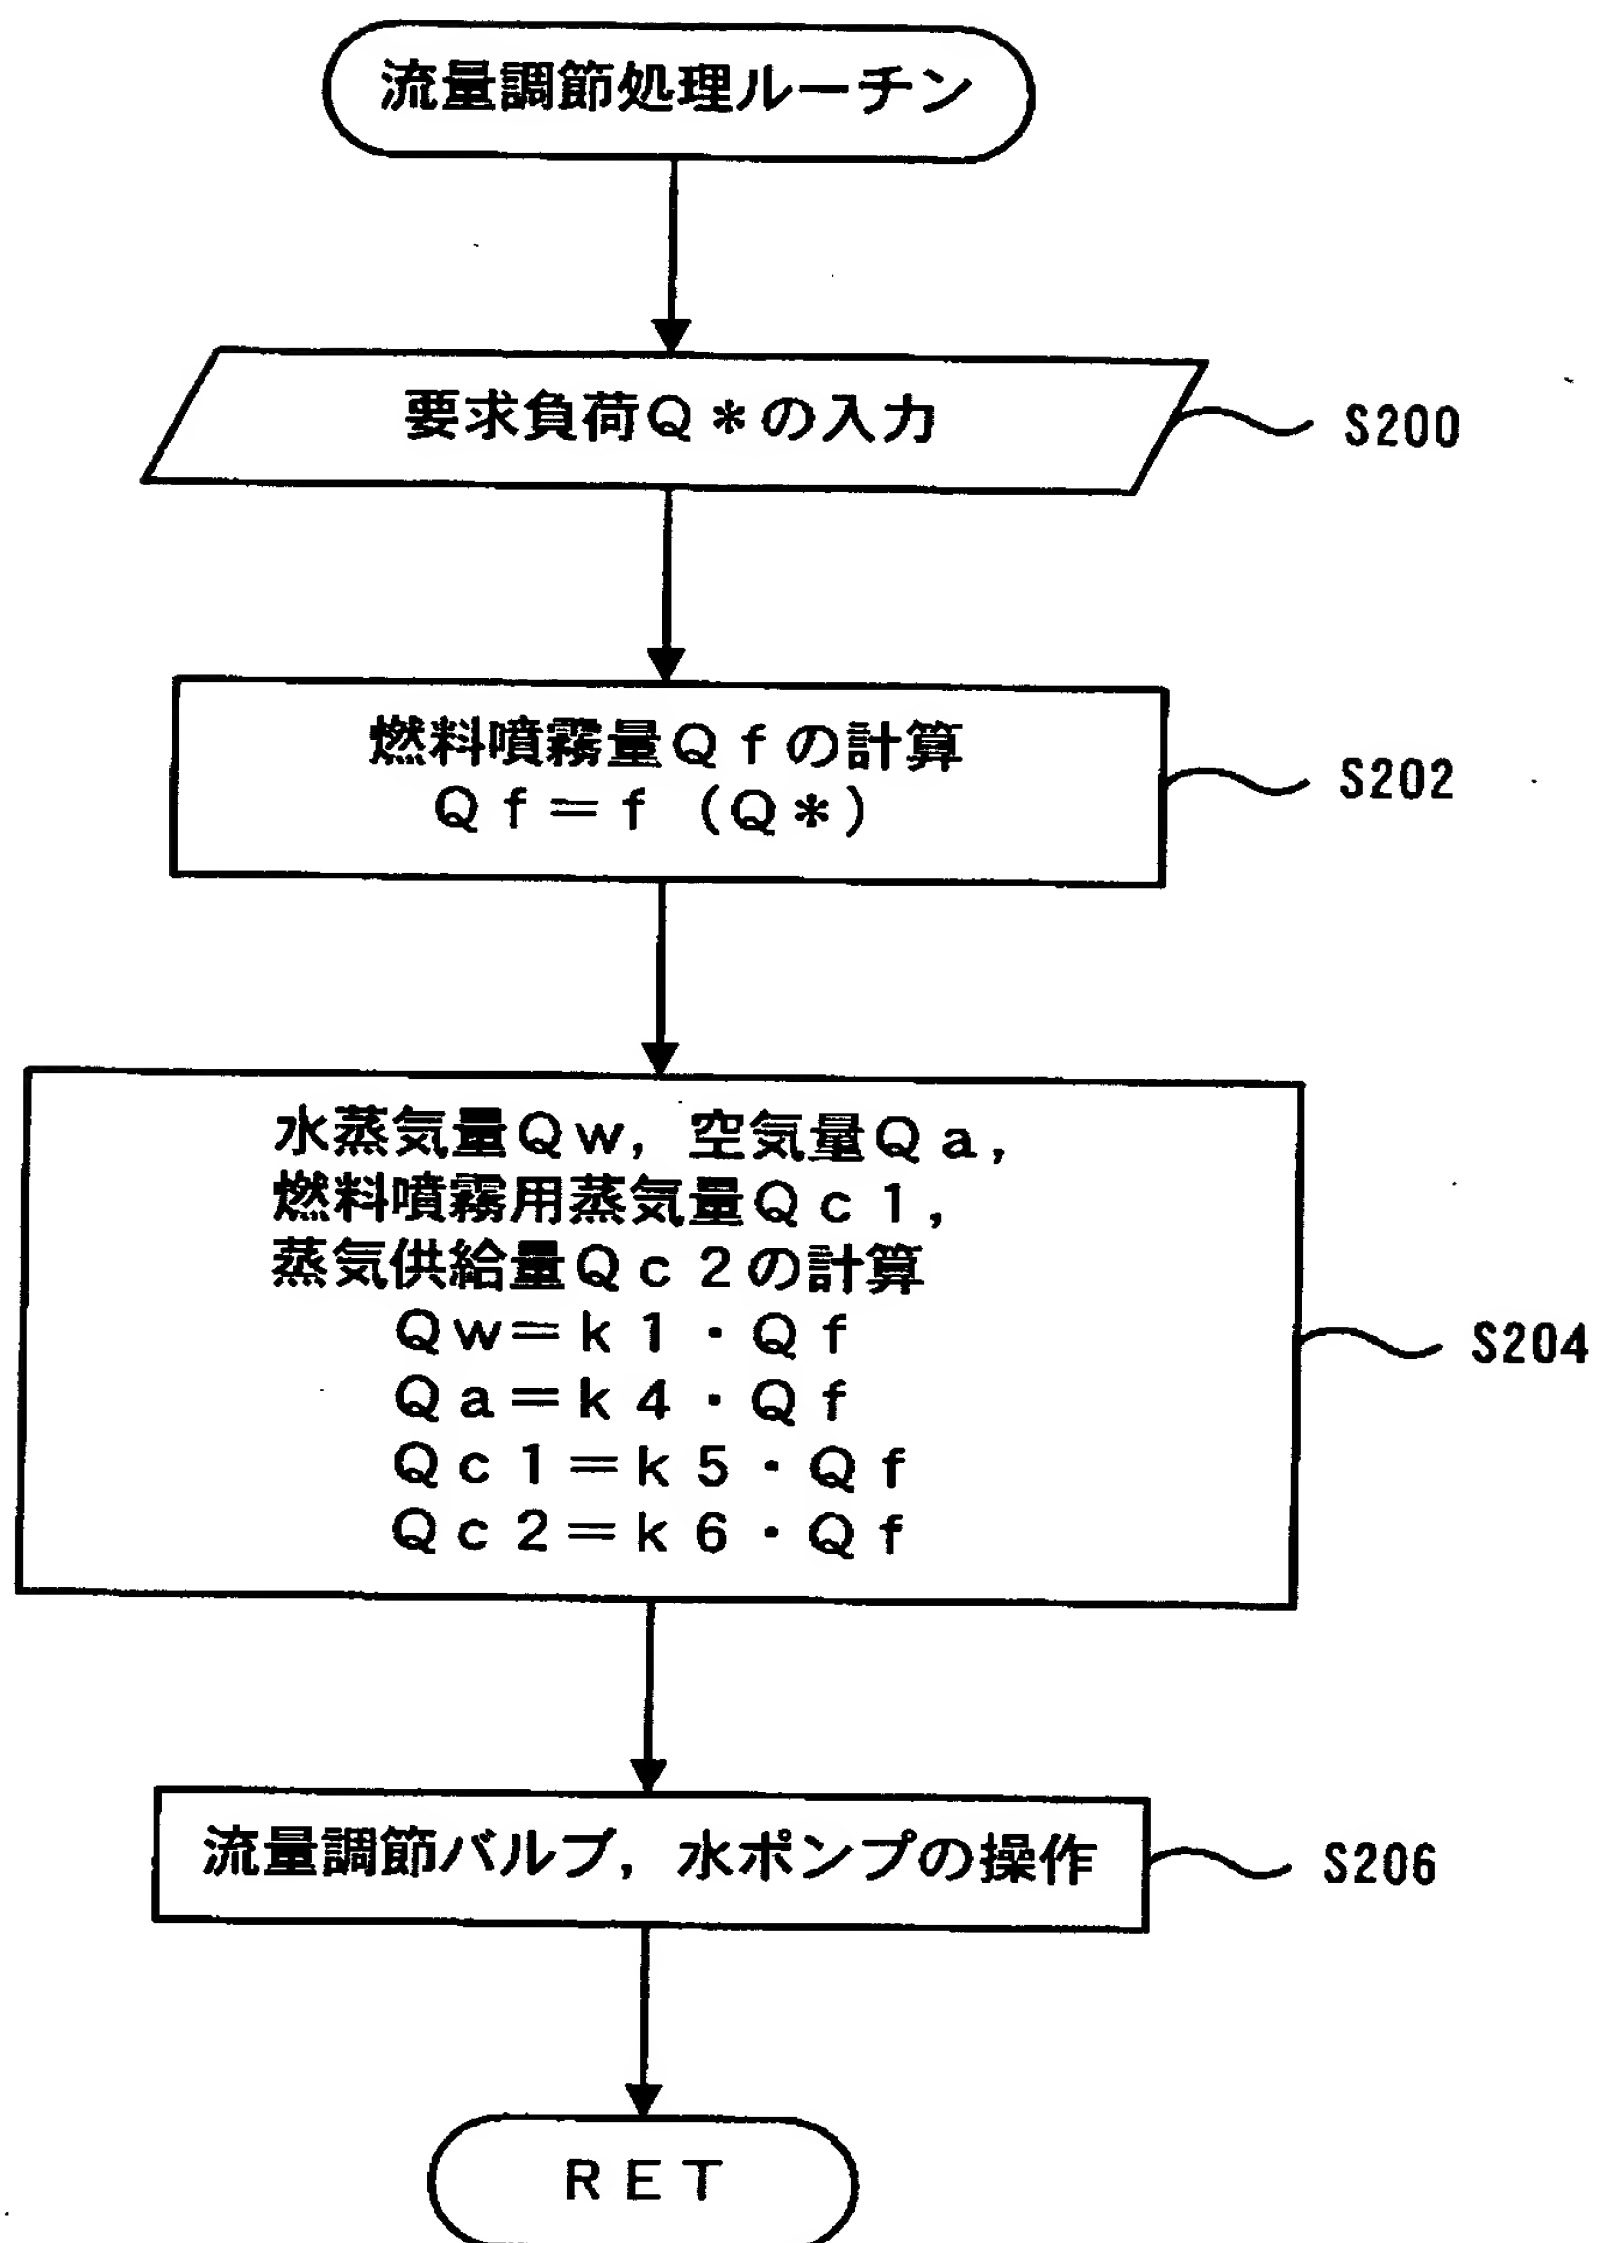 流量調節処理ルーチン
要求負荷Q＊の入力
S200
燃料噴霧量Qfの計算
Qf＝f（Q＊）
S202
水蒸気量Qw，空気量Qa，
燃料噴霧用蒸気量Qc1，
蒸気供給量Qc2の計算
Qw＝k1・Qf
Qa＝k4・Qf
Qc1＝k5・Qf
Qc2＝k6・Qf
S204
流量調節バルブ，水ポンプの操作
S206
RET